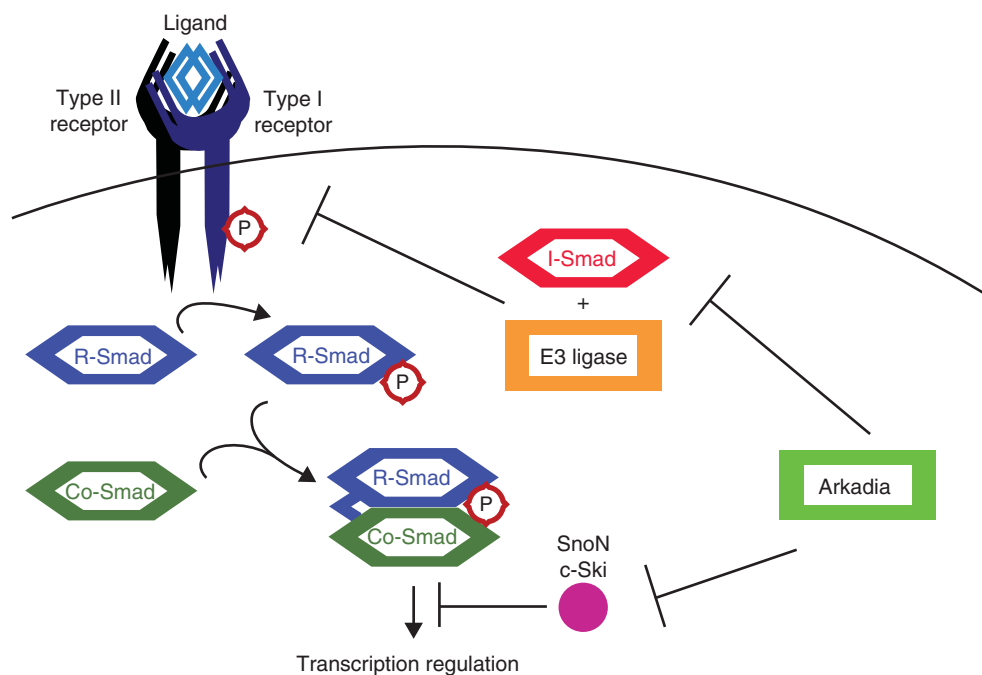 Ligand
Type II
receptor
Type I
receptor
P
I-Smad
+
E3 ligase
R-Smad
R-Smad
P
Co-Smad
R-Smad
P
Co-Smad
Arkadia
SnoN
c-Ski
Transcription regulation